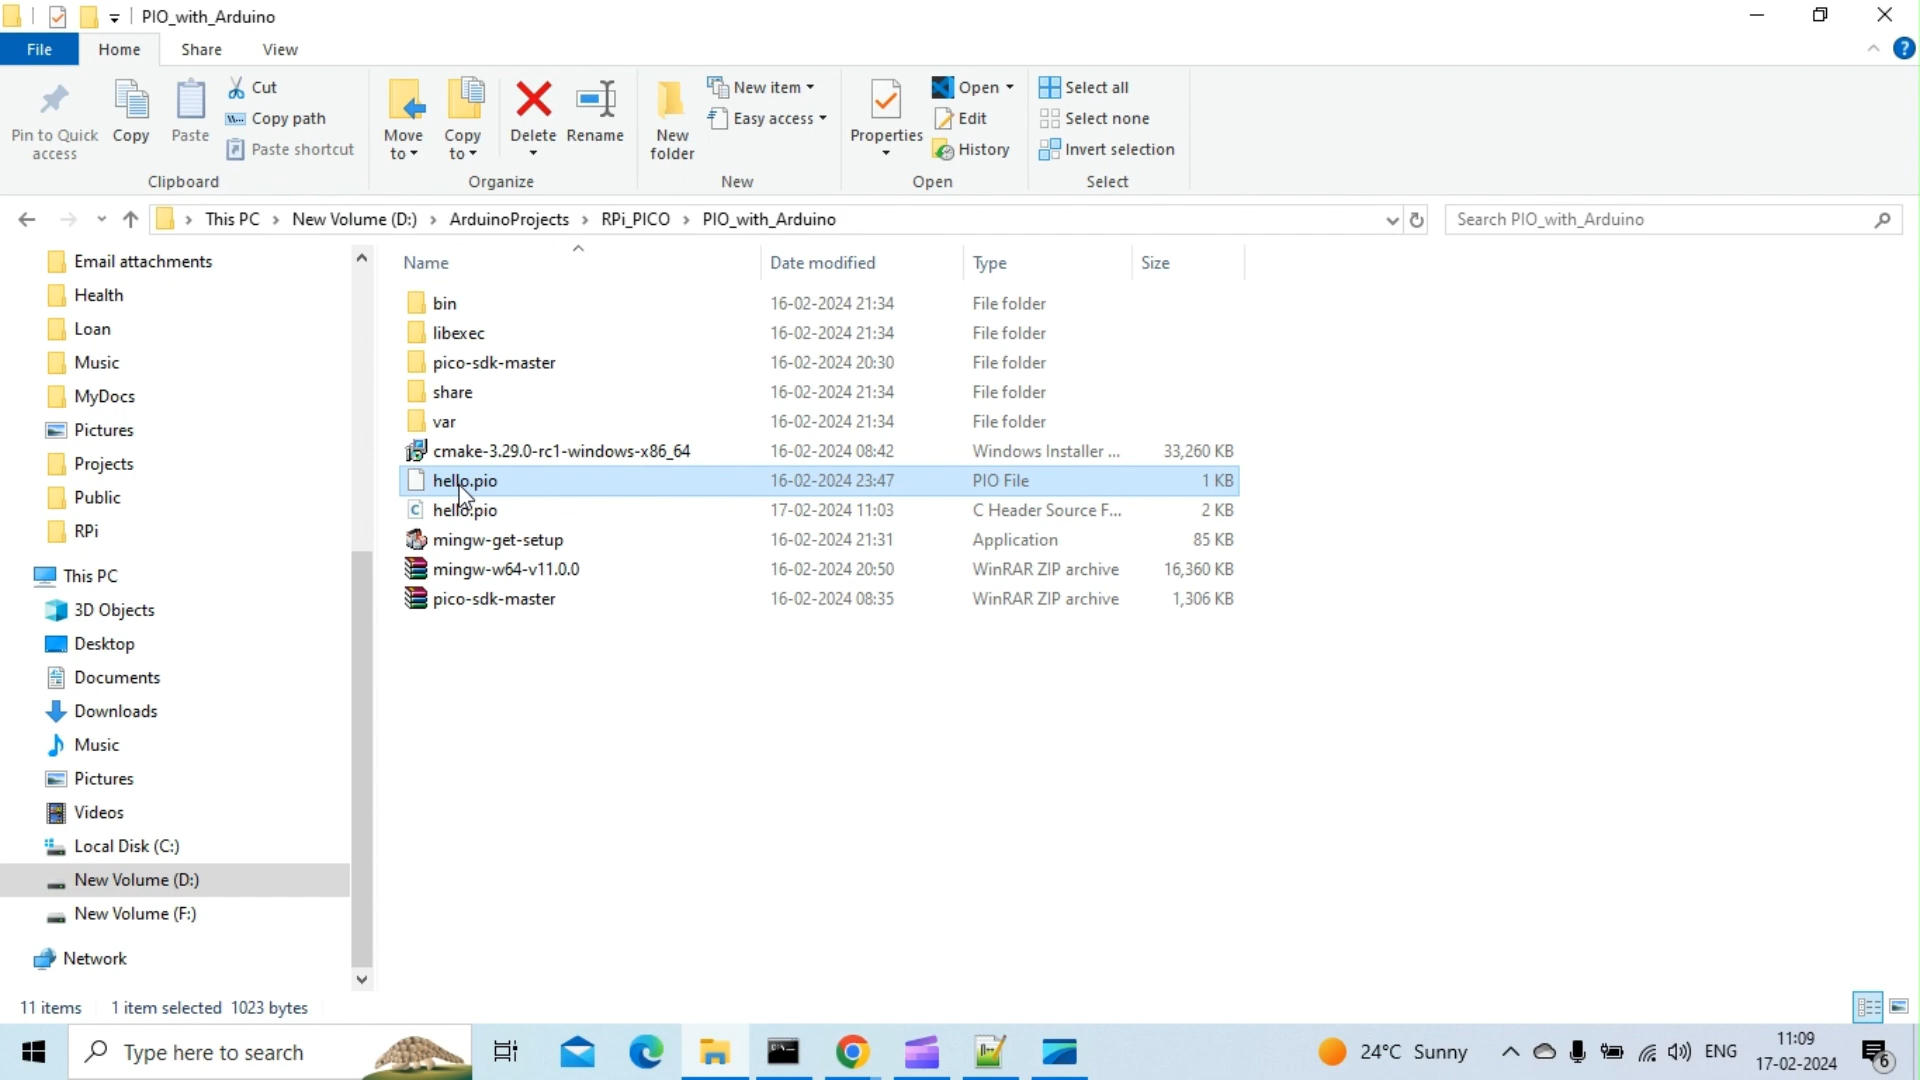 PIO_with_Arduino
File Home Share View
Pin to Quick access
Copy
Paste
Cut
Copy path
Paste shortcut
Clipboard
Move to
Copy to
Delete
Rename
Organize
New folder
New item
Easy access
New
Properties
Open
Edit
History
Open
Select all
Select none
Invert selection
Select
This PC > New Volume (D:) > ArduinoProjects > RPi_PICO > PIO_with_Arduino
Search PIO_with_Arduino
Email attachments
Health
Loan
Music
MyDocs
Pictures
Projects
Public
RPi
This PC
3D Objects
Desktop
Documents
Downloads
Music
Pictures
Videos
Local Disk (C:)
New Volume (D:)
New Volume (F:)
Network
Name Date modified Type Size
bin 16-02-2024 21:34 File folder
libexec 16-02-2024 21:34 File folder
pico-sdk-master 16-02-2024 20:30 File folder
share 16-02-2024 21:34 File folder
var 16-02-2024 21:34 File folder
cmake-3.29.0-rc1-windows-x86_64 16-02-2024 08:42 Windows Installer ... 33,260 KB
hello.pio 16-02-2024 23:47 PIO File 1 KB
hello.pio 17-02-2024 11:03 C Header Source F... 2 KB
mingw-get-setup 16-02-2024 21:31 Application 85 KB
mingw-w64-v11.0.0 16-02-2024 20:50 WinRAR ZIP archive 16,360 KB
pico-sdk-master 16-02-2024 08:35 WinRAR ZIP archive 1,306 KB
11 items 1 item selected 1023 bytes
Type here to search
24°C Sunny
ENG
11:09
17-02-2024
6